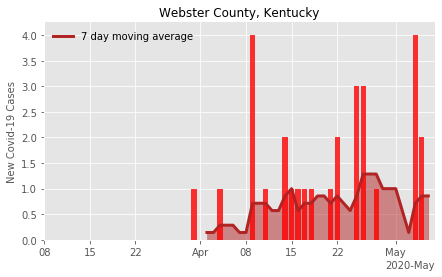 Webster County, Kentucky
7 day moving average
New Covid-19 Cases
4.0
3.5
3.0
2.5
2.0
1.5
1.0
0.5
0.0
08 15 22 Apr 08 15 22 May
2020-May